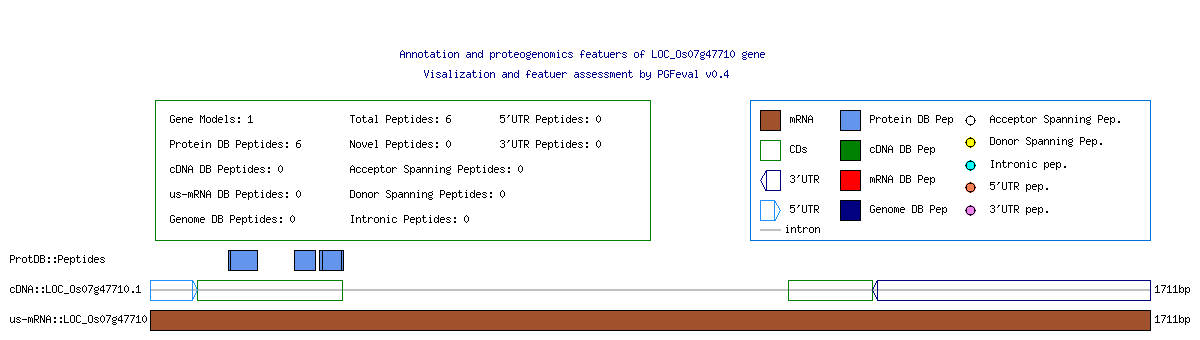 Annotation and proteogenomics featuers of LOC_Os07g47710 gene
Visalization and featuer assessment by PGFeval v0.4
Gene Models: 1
Total Peptides: 6
5'UTR Peptides: 0
Protein DB Peptides: 6
Novel Peptides: 0
3'UTR Peptides: 0
cDNA DB Peptides: 0
Acceptor Spanning Peptides: 0
us-mRNA DB Peptides: 0
Donor Spanning Peptides: 0
Genome DB Peptides: 0
Intronic Peptides: 0
mRNA
Protein DB Pep
Acceptor Spanning Pep.
CDs
cDNA DB Pep
Donor Spanning Pep.
Intronic pep.
3'UTR
mRNA DB Pep
5'UTR pep.
5'UTR
Genome DB Pep
3'UTR pep.
intron
ProtDB::Peptides
cDNA::LOC_Os07g47710.1
1711bp
us-mRNA::LOC_Os07g47710
1711bp